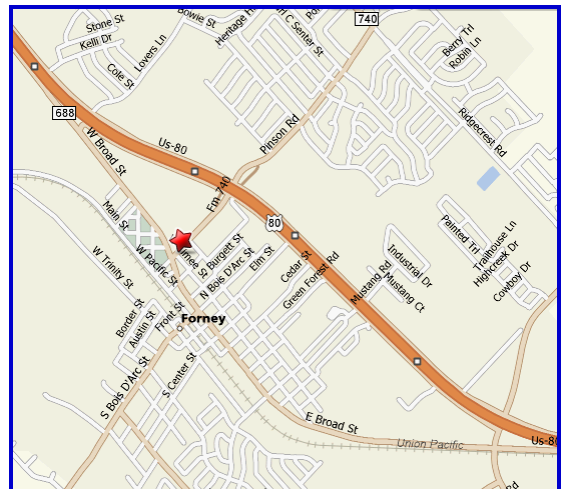 Bowie St
740
Stone St
Heritage
C Senter St
Kelli Dr
Lovers Ln
Berry Trl
Robin Ln
Cole St
688
Ridgecrest Rd
Pinson Rd
Us-80
W Broad St
Fm-740
Main St
80
Painted Trl
Trailhouse Ln
Highcreek Dr
Cowboy Dr
W Pacific St
Burgett St
N Bois D'Arc St
Elm St
Cedar St
Green Forest Rd
Industrial Dr
Mustang Rd
Mustang Ct
W Trinity St
Border St
Austin St
Front St
Forney
S Bois D'Arc St
S Center St
E Broad St
Union Pacific
Us-80
Rd